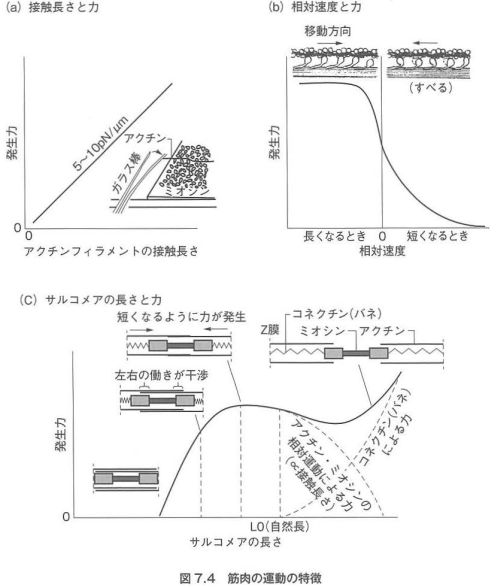 (a) 接触長さと力
発生力
5〜10pN/μm
アクチン
ガラス棒
ミオシン
0
0
アクチンフィラメントの接触長さ
(b) 相対速度と力
移動方向
(すべる)
発生力
長くなるとき
0
短くなるとき
相対速度
(C) サルコメアの長さと力
短くなるように力が発生
コネクチン(バネ)
Z膜
ミオシン
アクチン
左右の働きが干渉
発生力
アクチン・ミオシンの
相対運動による力
(∝接触長さ)
コネクチン(バネ)
による力
0
L0(自然長)
サルコメアの長さ
図7.4 筋肉の運動の特徴